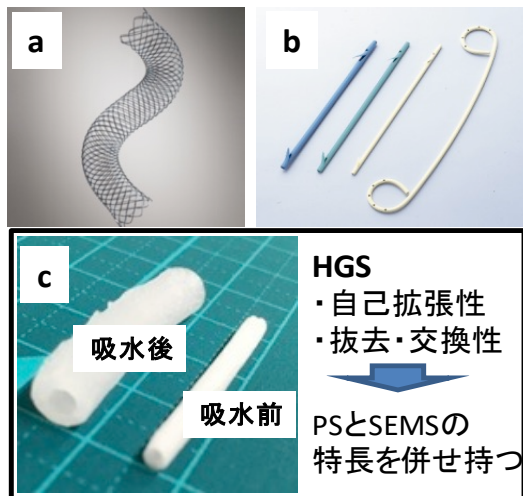 a
b
c
吸水後
吸水前
HGS
・自己拡張性
・抜去・交換性
PSとSEMSの
特長を併せ持つ